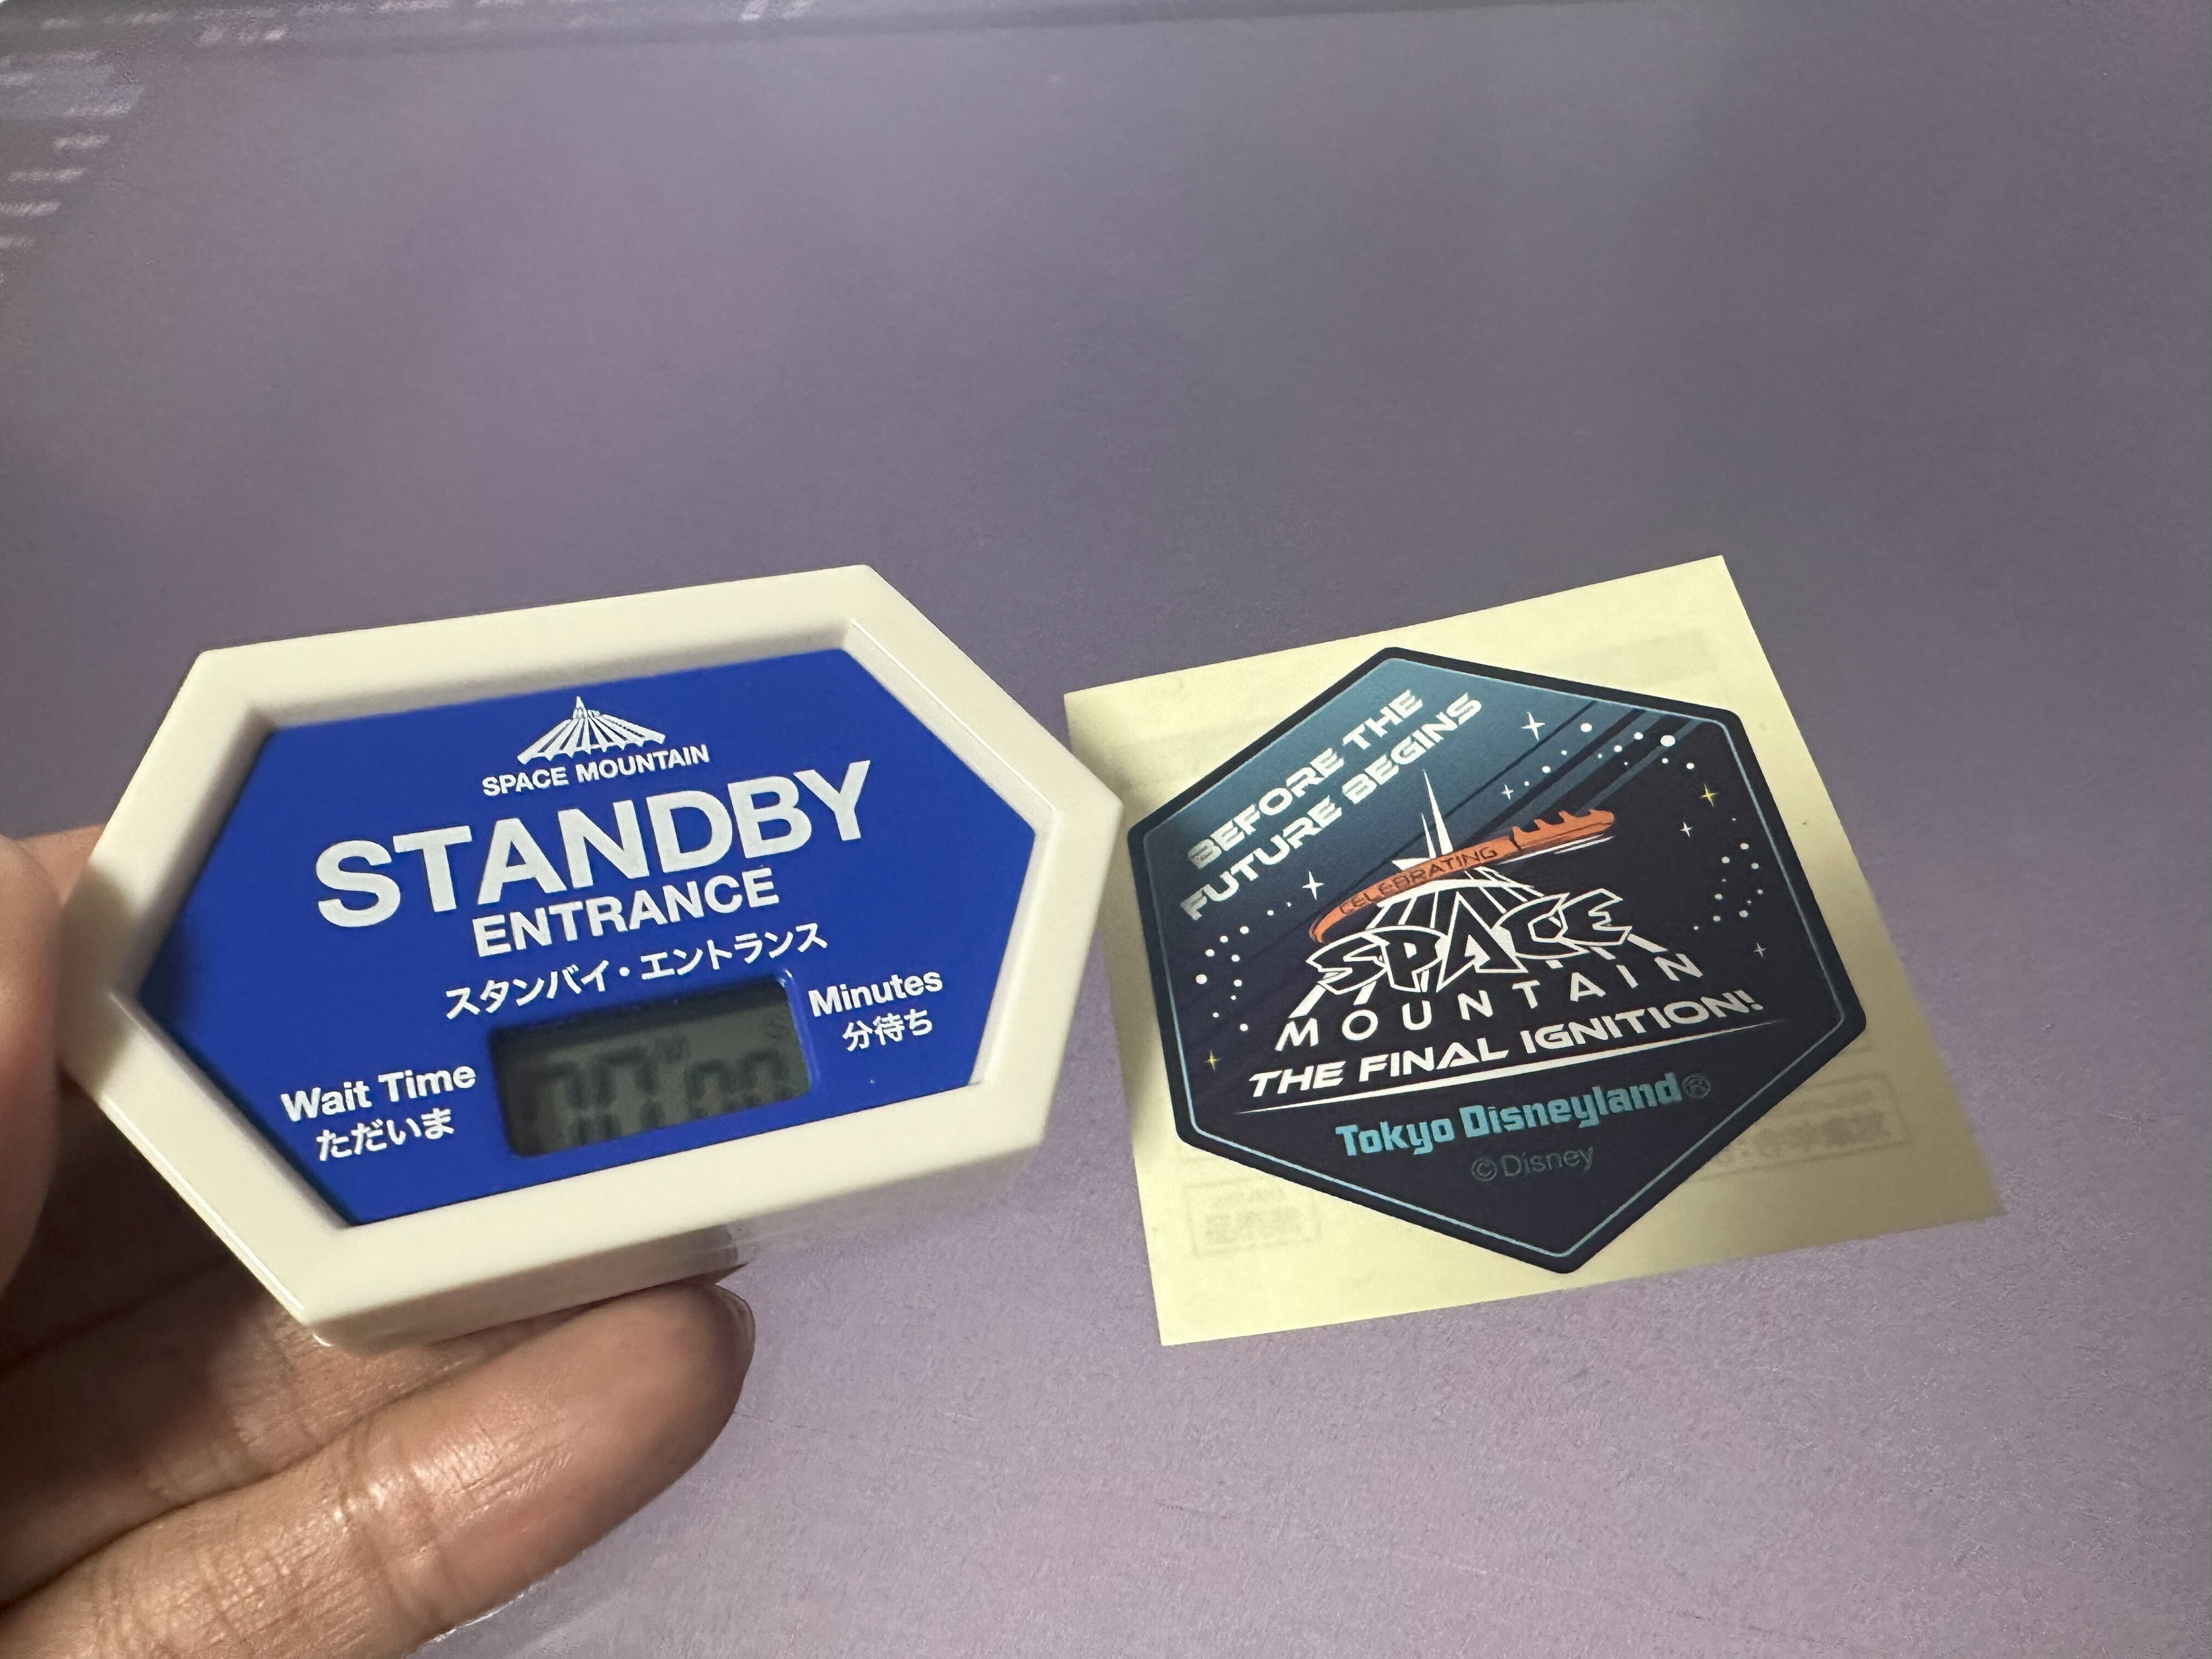 SPACE MOUNTAIN
STANDBY
ENTRANCE
スタンバイ・エントランス
Wait Time
ただいま
Minutes
分待ち
BEFORE THE
FUTURE BEGINS
CELEBRATING
SPACE
MOUNTAIN
THE FINAL IGNITION!
Tokyo Disneyland®
©Disney